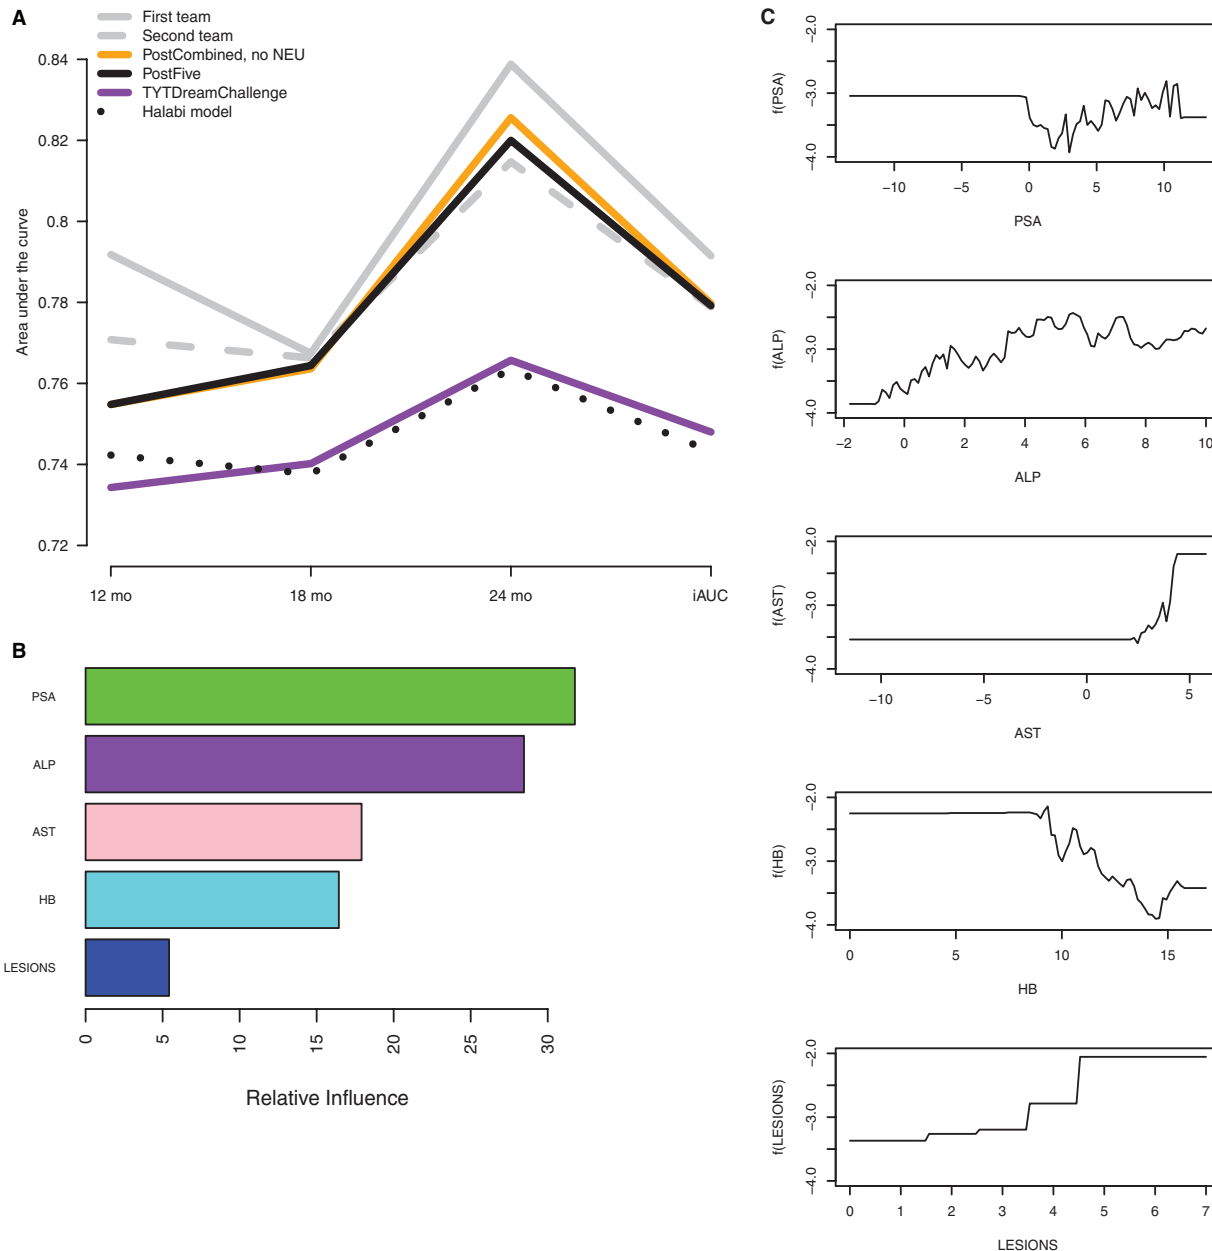 A
First team
Second team
PostCombined, no NEU
PostFive
TYTDreamChallenge
Halabi model
Area under the curve
0.84
0.82
0.8
0.78
0.76
0.74
0.72
12 mo
18 mo
24 mo
iAUC
B
PSA
ALP
AST
HB
LESIONS
0
5
10
15
20
25
30
Relative Influence
C
f(PSA)
−2.0
−3.0
−4.0
−10
−5
0
5
10
PSA
f(ALP)
−2.0
−3.0
−4.0
−2
0
2
4
6
8
10
ALP
f(AST)
−2.0
−3.0
−4.0
−10
−5
0
5
AST
f(HB)
−2.0
−3.0
−4.0
0
5
10
15
HB
f(LESIONS)
−2.0
−3.0
−4.0
0
1
2
3
4
5
6
7
LESIONS